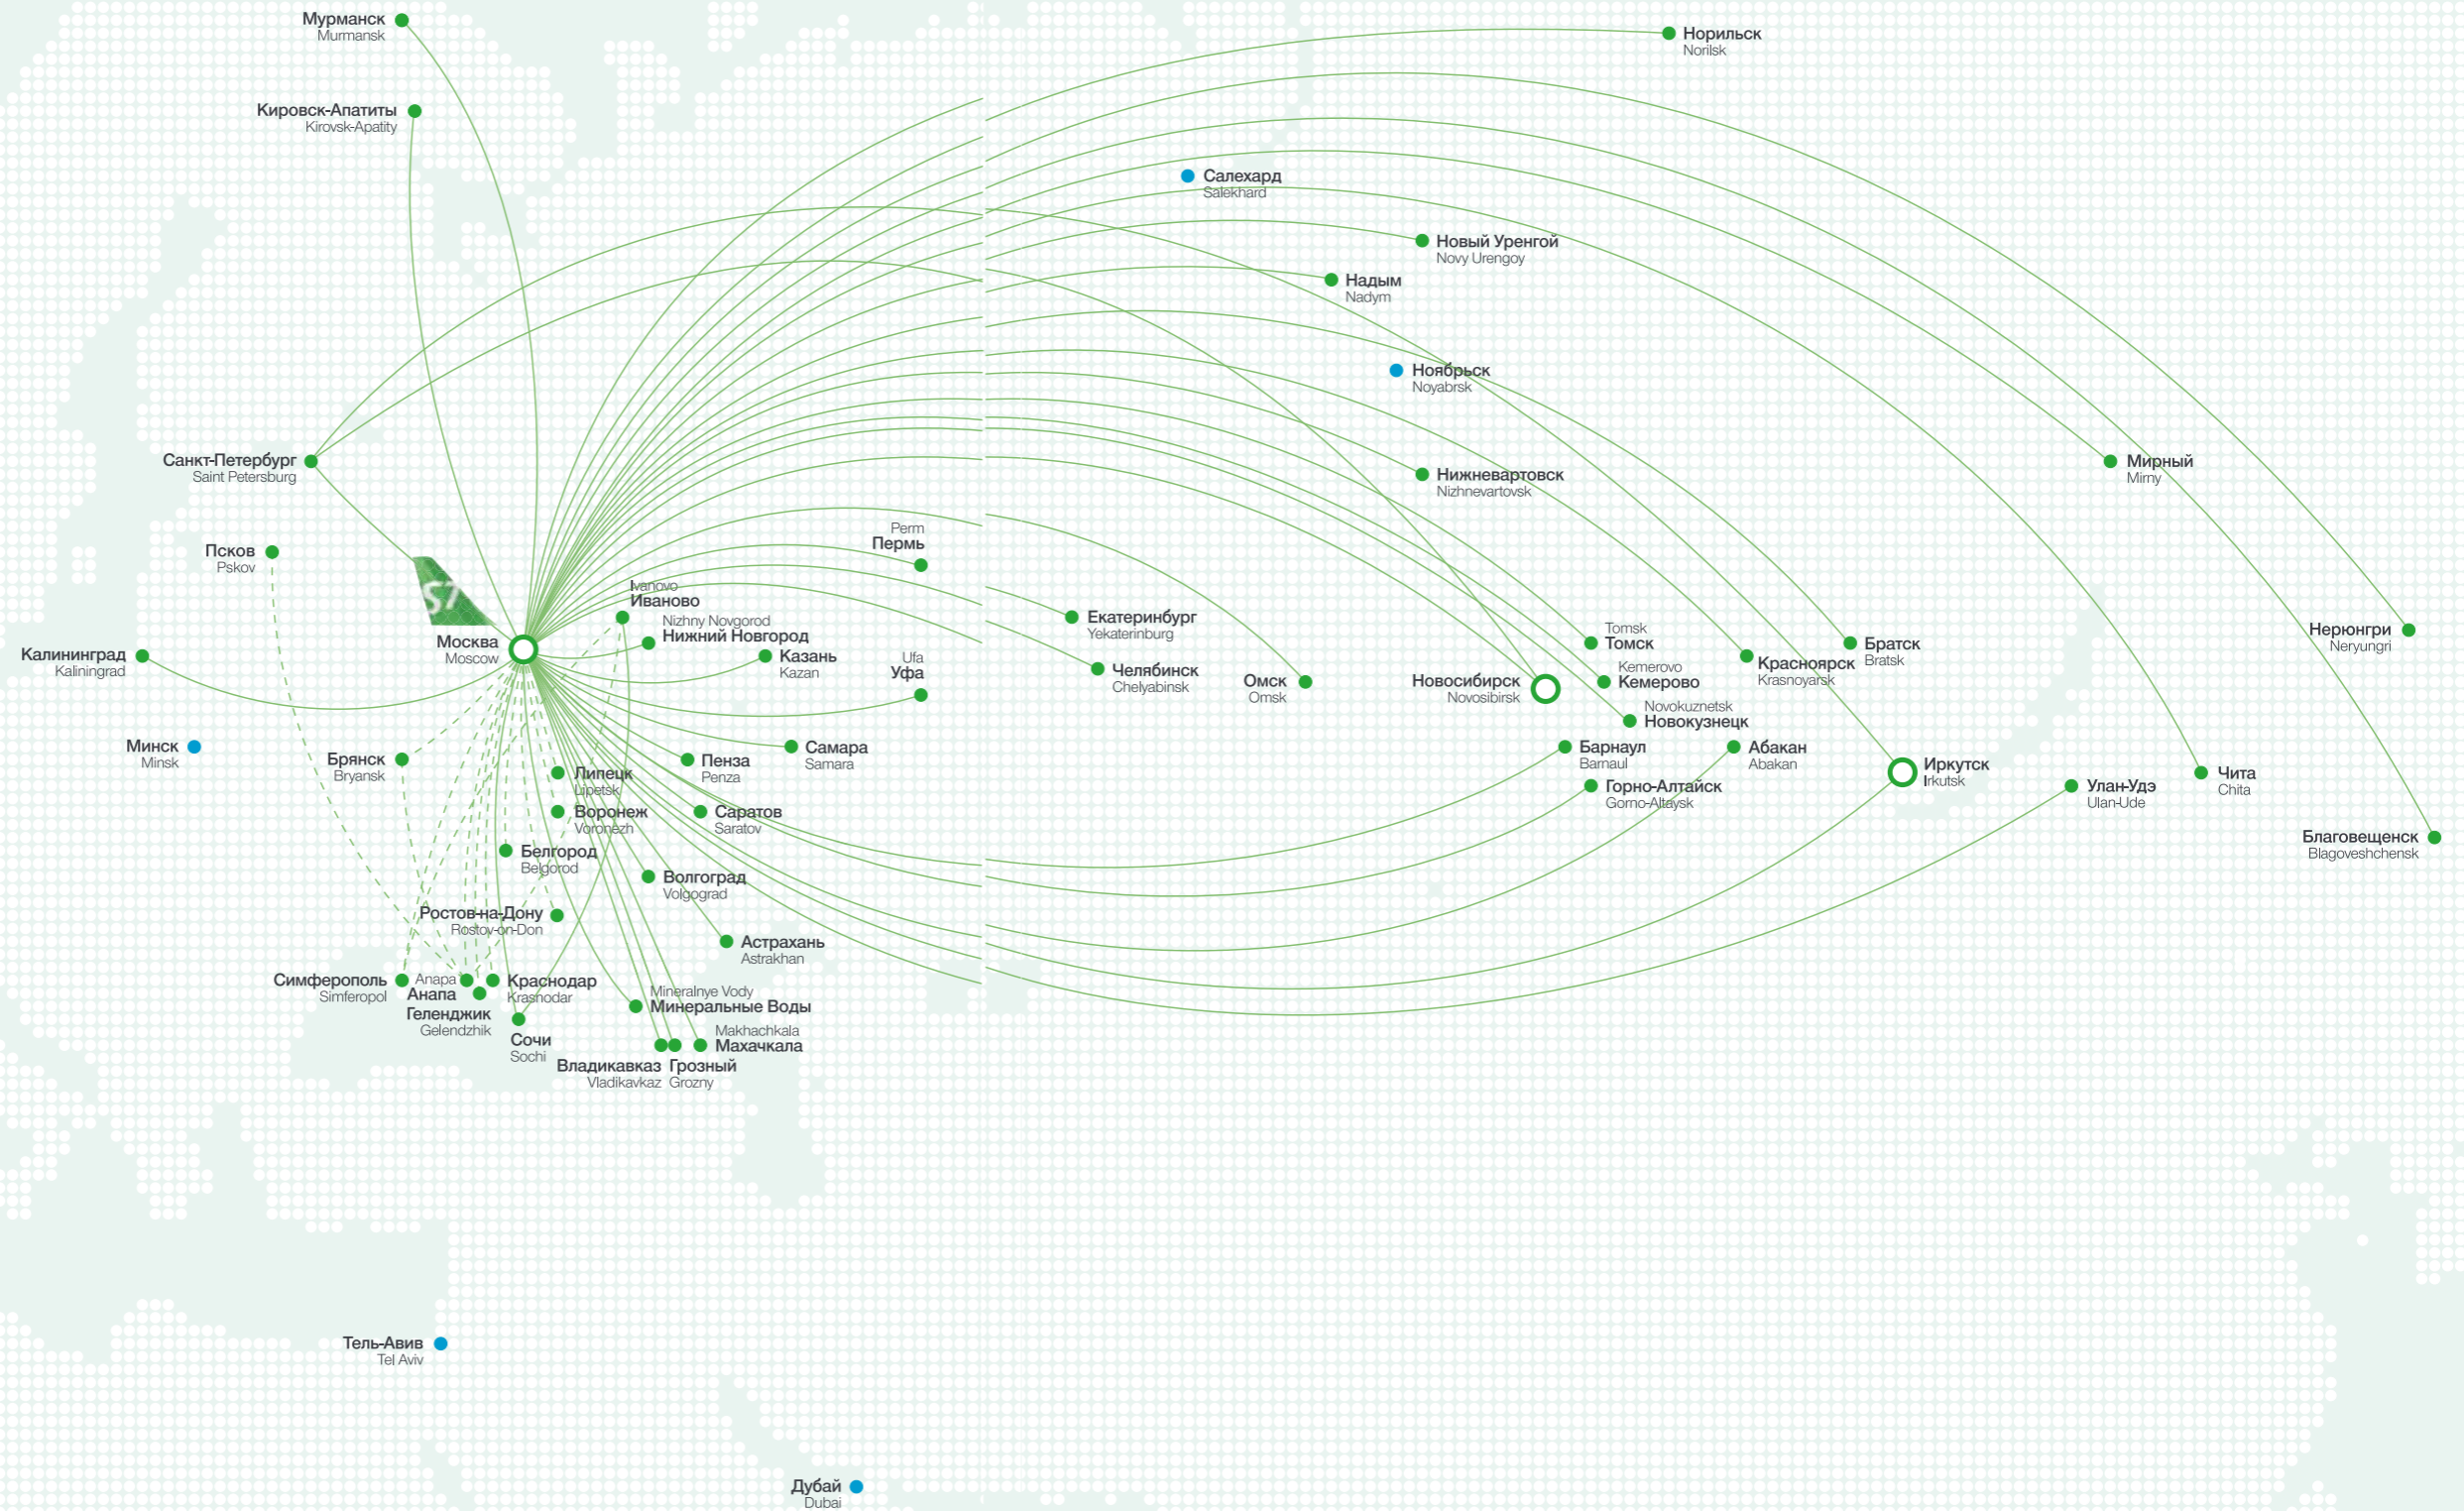 Мурманск
Murmansk
Норильск
Norilsk
Кировск-Апатиты
Kirovsk-Apatity
Салехард
Salekhard
Новый Уренгой
Novy Urengoy
Надым
Nadym
Ноябрьск
Noyabrsk
Санкт-Петербург
Saint Petersburg
Нижневартовск
Nizhnevartovsk
Мирный
Mirny
Perm
Пермь
Псков
Pskov
S7
Ivanovo
Иваново
Nizhny Novgorod
Нижний Новгород
Москва
Moscow
Калининград
Kaliningrad
Казань
Kazan
Ufa
Уфа
Екатеринбург
Yekaterinburg
Челябинск
Chelyabinsk
Омск
Omsk
Новосибирск
Novosibirsk
Tomsk
Томск
Kemerovo
Кемерово
Novokuznetsk
Новокузнецк
Красноярск
Krasnoyarsk
Братск
Bratsk
Нерюнгри
Neryungri
Минск
Minsk
Брянск
Bryansk
Липецк
Lipetsk
Пенза
Penza
Самара
Samara
Барнаул
Barnaul
Абакан
Abakan
Иркутск
Irkutsk
Горно-Алтайск
Gorno-Altaysk
Улан-Удэ
Ulan-Ude
Чита
Chita
Воронеж
Voronezh
Саратов
Saratov
Белгород
Belgorod
Благовещенск
Blagoveshchensk
Волгоград
Volgograd
Ростов-на-Дону
Rostov-on-Don
Астрахань
Astrakhan
Симферополь
Simferopol
Anapa
Анапа
Краснодар
Krasnodar
Геленджик
Gelendzhik
Сочи
Sochi
Mineralnye Vody
Минеральные Воды
Makhachkala
Махачкала
Владикавказ
Vladikavkaz
Грозный
Grozny
Тель-Авив
Tel Aviv
Дубай
Dubai